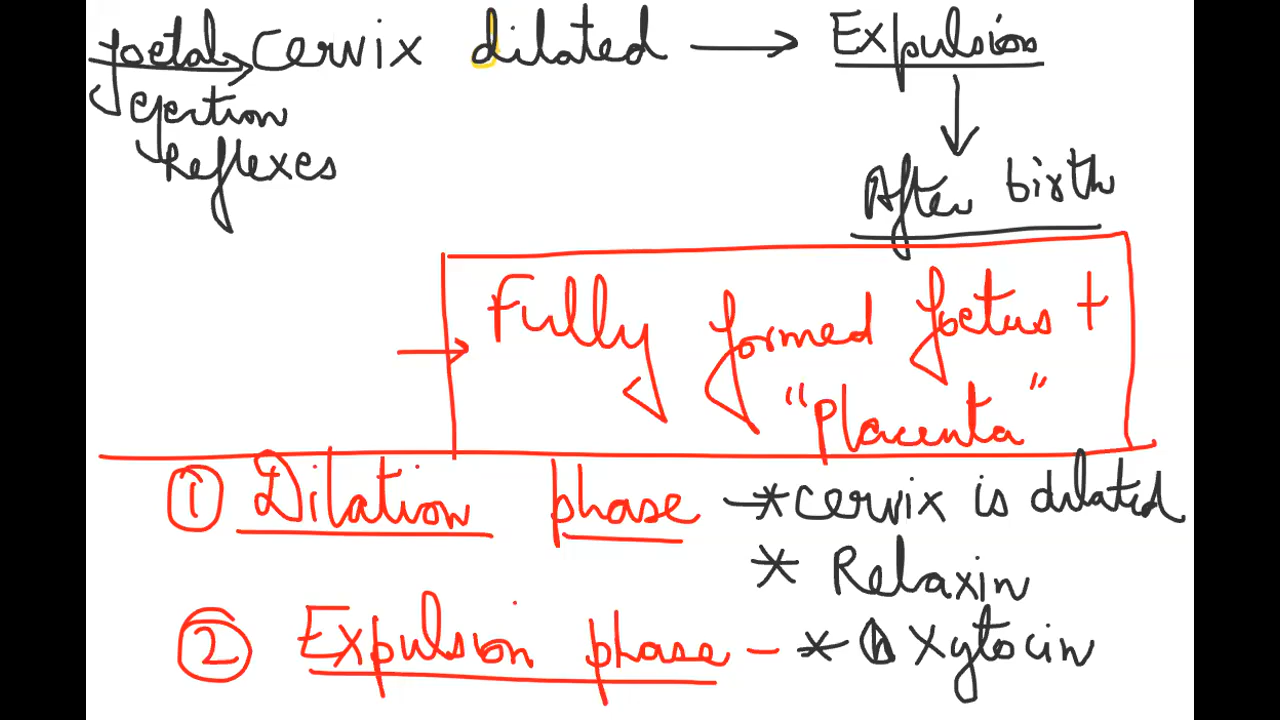 foetal → cervix dilated → Expulsion
ejection
Reflexes
After birth
→ Fully formed foetus +
"Placenta"
① Dilation phase - * cervix is dilated
* Relaxin
② Expulsion phase - * Oxytocin